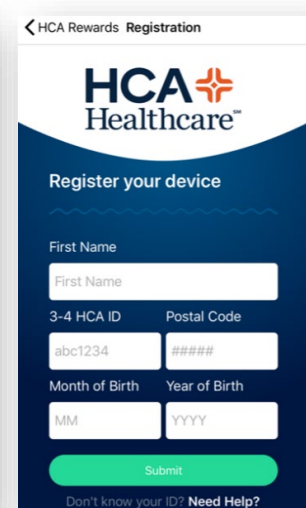 HCA Rewards Registration
HCA
Healthcare℠
Register your device
First Name
First Name
3-4 HCA ID Postal Code
abc1234 #####
Month of Birth Year of Birth
MM YYYY
Submit
Don't know your ID? Need Help?